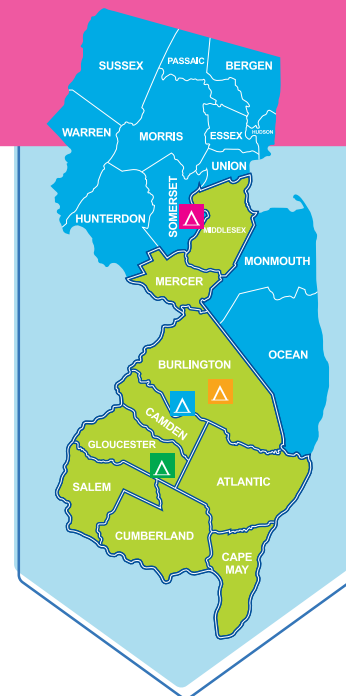 PASSAIC
SUSSEX
BERGEN
WARREN
MORRIS
ESSEX
HUDSON
UNION
SOMERSET
HUNTERDON
MIDDLESEX
MONMOUTH
MERCER
OCEAN
BURLINGTON
CAMDEN
GLOUCESTER
SALEM
ATLANTIC
CUMBERLAND
CAPE
MAY